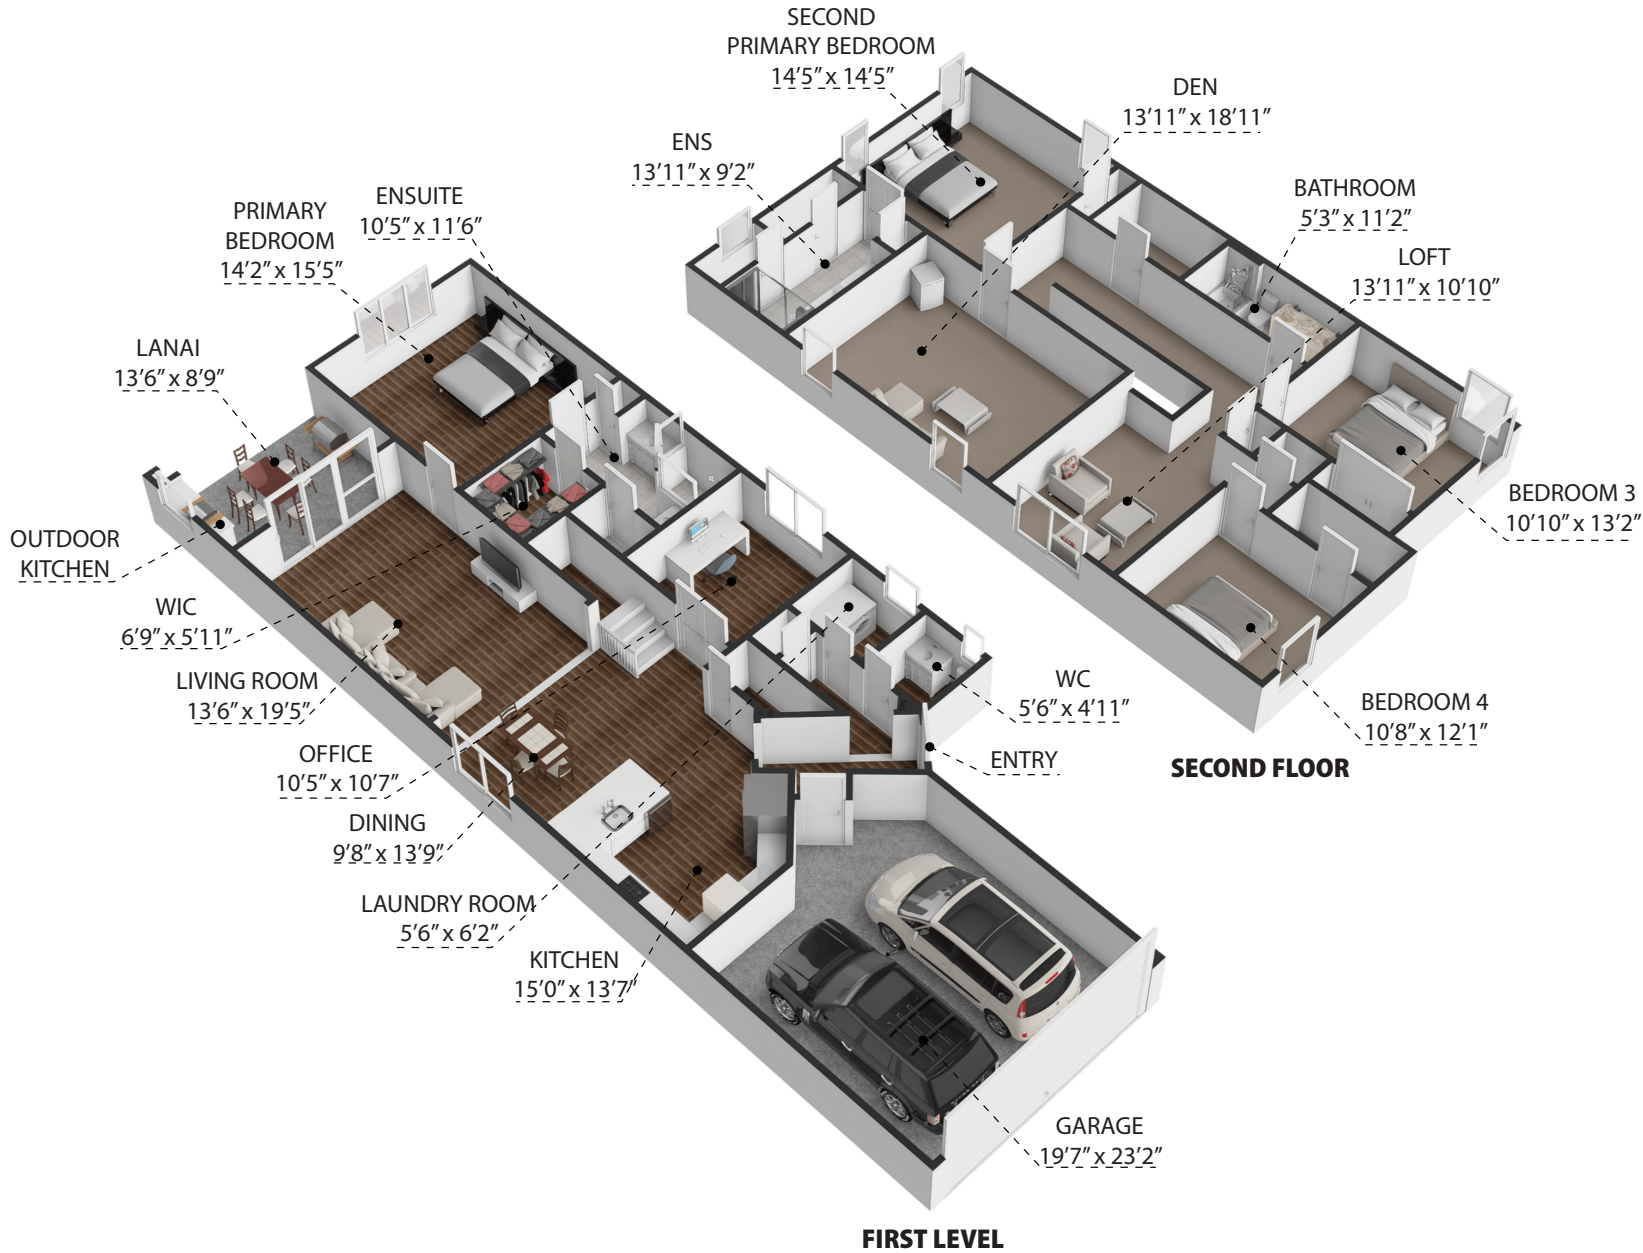 SECOND
PRIMARY BEDROOM
14’5” x 14’5”
DEN
13’11” x 18’11”
ENS
13’11” x 9’2”
BATHROOM
5’3” x 11’2”
ENSUITE
10’5” x 11’6”
PRIMARY
BEDROOM
14’2” x 15’5”
LOFT
13’11” x 10’10”
LANAI
13’6” x 8’9”
BEDROOM 3
10’10” x 13’2”
OUTDOOR
KITCHEN
WIC
6’9” x 5’11”
LIVING ROOM
13’6” x 19’5”
WC
5’6” x 4’11”
BEDROOM 4
10’8” x 12’1”
OFFICE
10’5” x 10’7”
ENTRY
SECOND FLOOR
DINING
9’8” x 13’9”
LAUNDRY ROOM
5’6” x 6’2”
KITCHEN
15’0” x 13’7”
GARAGE
19’7” x 23’2”
FIRST LEVEL